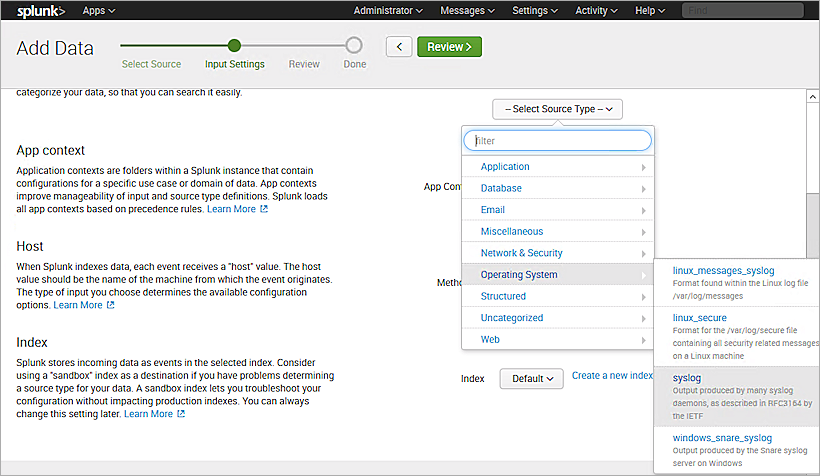 splunk> Apps Administrator Messages Settings Activity Help Find
Add Data
Select Source Input Settings Review Done
< Review >
categorize your data, so that you can search it easily.
-- Select Source Type --
filter
Application
Database
Email
Miscellaneous
Network & Security
Operating System
Structured
Uncategorized
Web
App context
Application contexts are folders within a Splunk instance that
contain configurations for a specific use case or domain of data. App contexts
improve manageability of input and source type definitions. Splunk loads
all app contexts based on precedence rules. Learn More
App Con
Host
When Splunk indexes data, each event receives a "host" value. The host
value should be the name of the machine from which the event originates.
The type of input you choose determines the available configuration
options. Learn More
Metho
linux_messages_syslog
Format found within the Linux log file
/var/log/messages
linux_secure
Format for the /var/log/secure file
containing all security related messages
on a Linux machine
syslog
Output produced by many syslog
daemons, as described in RFC3164 by
the IETF
windows_snare_syslog
Output produced by the Snare syslog
server on Windows
Index
Splunk stores incoming data as events in the selected index. Consider
using a "sandbox" index as a destination if you have problems determining
a source type for your data. A sandbox index lets you troubleshoot your
configuration without impacting production indexes. You can always
change this setting later. Learn More
Index Default Create a new index